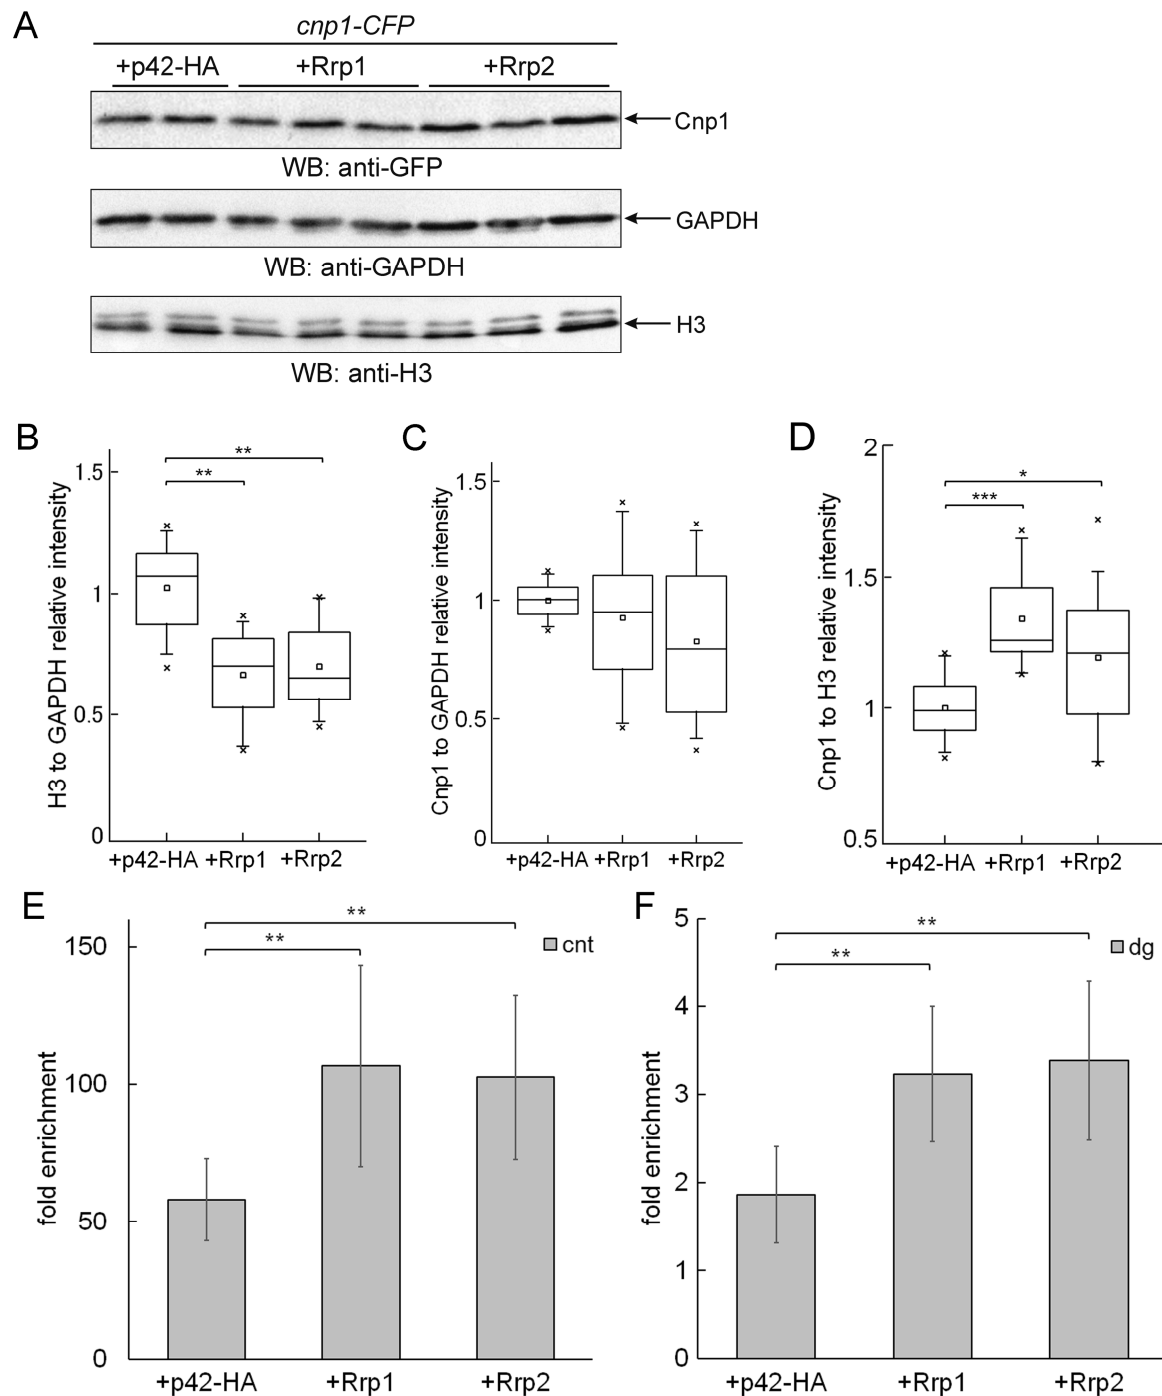 A
cnp1-CFP
+p42-HA +Rrp1 +Rrp2
Cnp1
WB: anti-GFP
GAPDH
WB: anti-GAPDH
H3
WB: anti-H3
B
H3 to GAPDH relative intensity
1.5
1
0.5
0
**
**
+p42-HA +Rrp1 +Rrp2
C
Cnp1 to GAPDH relative intensity
1.5
1
0.5
0
+p42-HA +Rrp1 +Rrp2
D
Cnp1 to H3 relative intensity
2
1.5
1
0.5
*
***
+p42-HA +Rrp1 +Rrp2
E
fold enrichment
150
100
50
0
**
**
cnt
+p42-HA +Rrp1 +Rrp2
F
fold enrichment
5
4
3
2
1
0
**
**
dg
+p42-HA +Rrp1 +Rrp2